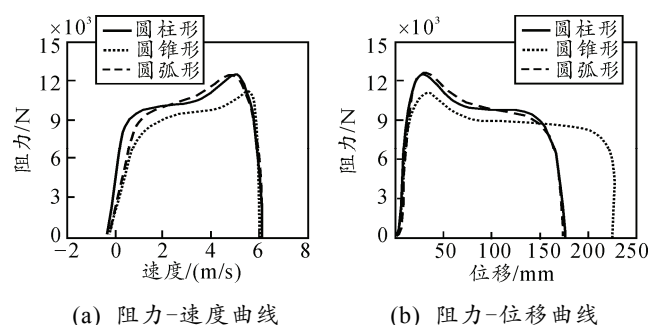 ×10³
15
12
9
6
3
0
阻力/N
圆柱形
圆锥形
圆弧形
−2 0 2 4 6 8
速度/(m/s)
(a) 阻力-速度曲线
×10³
15
12
9
6
3
0
阻力/N
圆柱形
圆锥形
圆弧形
50 100 150 200 250
位移/mm
(b) 阻力-位移曲线